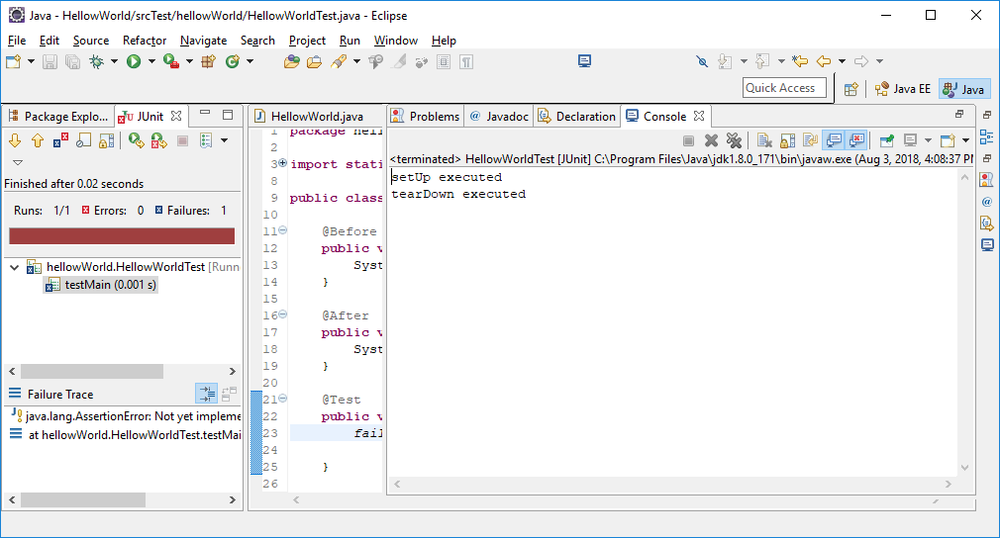 Java - HellowWorld/srcTest/hellowWorld/HellowWorldTest.java - Eclipse
File Edit Source Refactor Navigate Search Project Run Window Help
Quick Access Java EE Java
Package Explo... JUnit
Finished after 0.02 seconds
Runs: 1/1 Errors: 0 Failures: 1
hellowWorld.HellowWorldTest [Runn
testMain (0.001 s)
Failure Trace
java.lang.AssertionError: Not yet impleme
at hellowWorld.HellowWorldTest.testMai
HellowWorld.java
1 package hell
2
3 import stati
8
9 public class
10
11 @Before
12 public v
13 Syst
14 }
15
16 @After
17 public v
18 Syst
19 }
20
21 @Test
22 public v
23 fail
24
25 }
26
Problems Javadoc Declaration Console
<terminated> HellowWorldTest [JUnit] C:\Program Files\Java\jdk1.8.0_171\bin\javaw.exe (Aug 3, 2018, 4:08:37 PM
setUp executed
tearDown executed